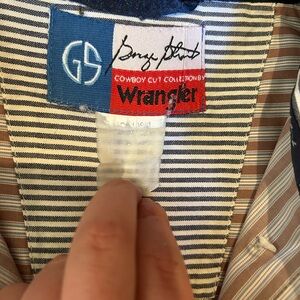 GS
George Strait
COWBOY CUT COLLECTION BY
Wrangler